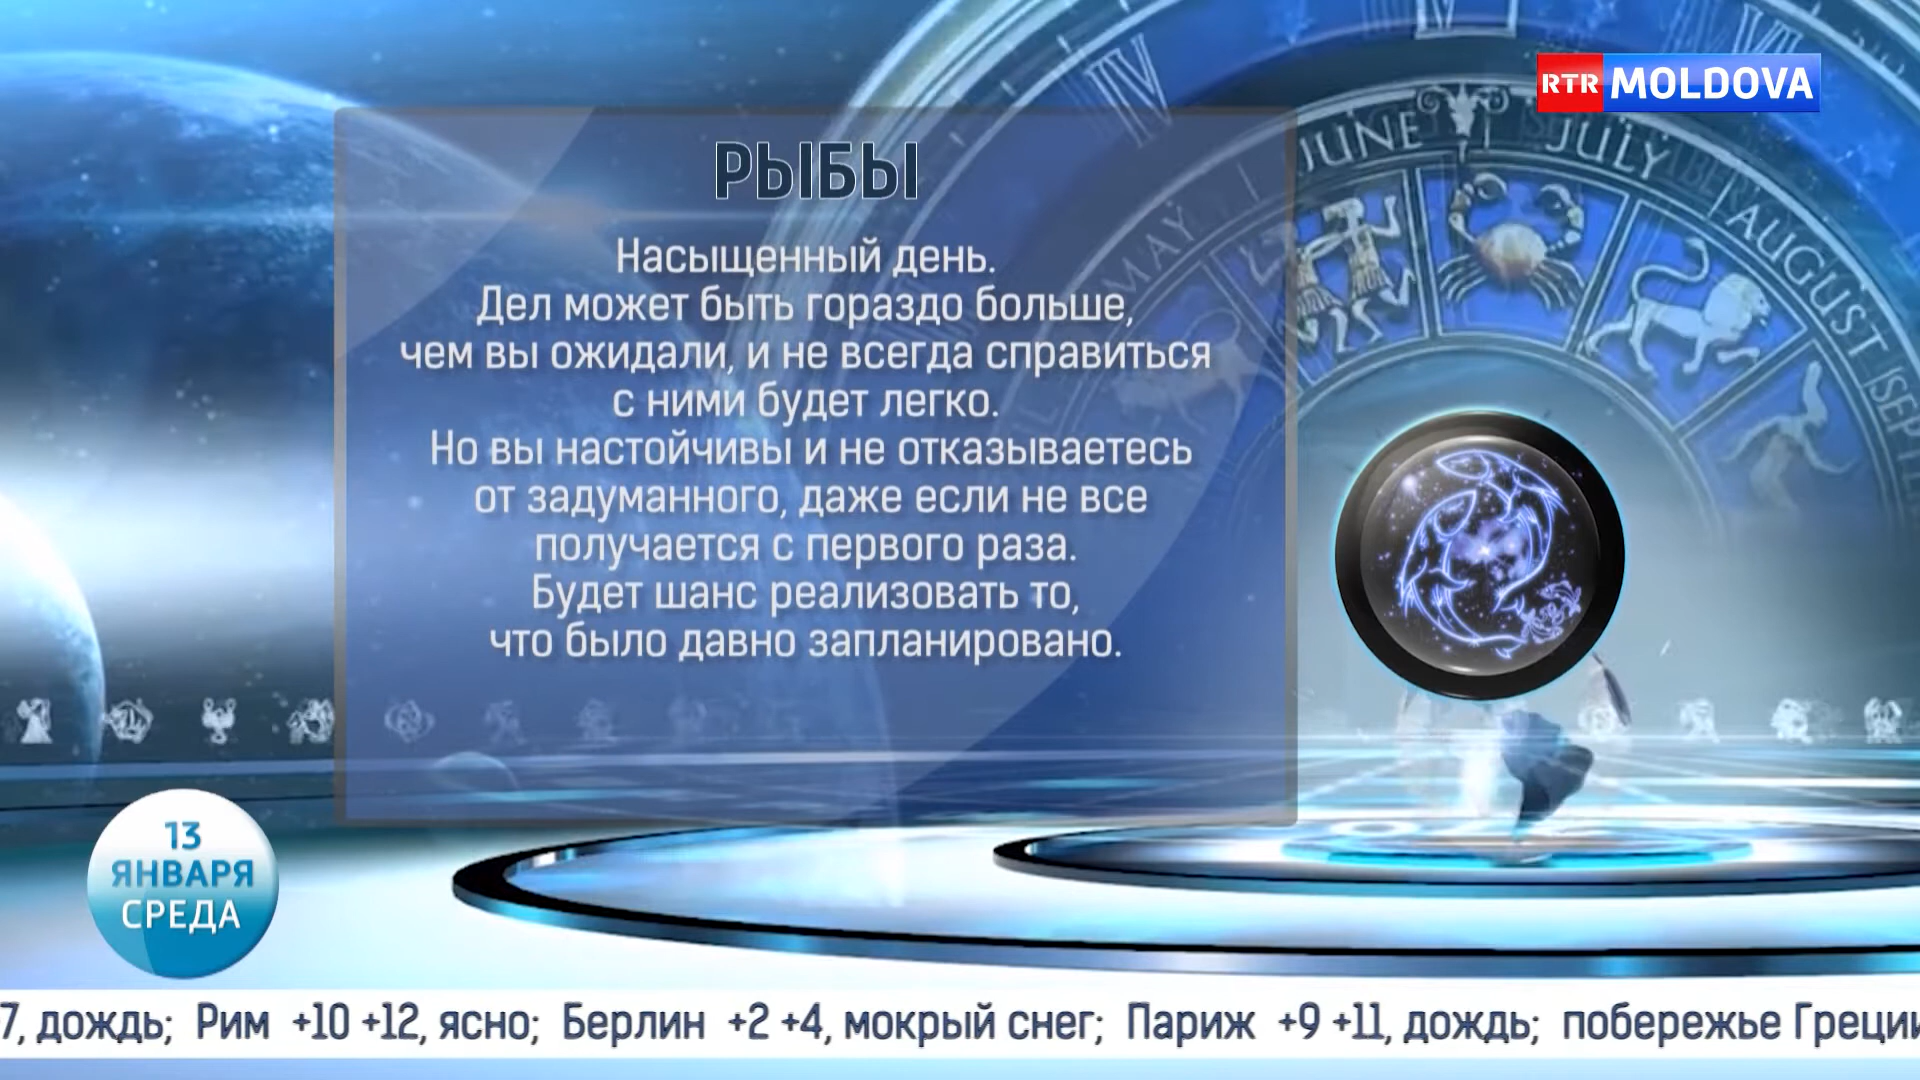 RTR MOLDOVA
IV
MAY
JUNE
JULY
AUGUST
РЫБЫ
Насыщенный день.
Дел может быть гораздо больше,
чем вы ожидали, и не всегда справиться
с ними будет легко.
Но вы настойчивы и не отказываетесь
от задуманного, даже если не все
получается с первого раза.
Будет шанс реализовать то,
что было давно запланировано.
13
ЯНВАРЯ
СРЕДА
7, дождь; Рим +10 +12, ясно; Берлин +2 +4, мокрый снег; Париж +9 +11, дождь; побережье Греции